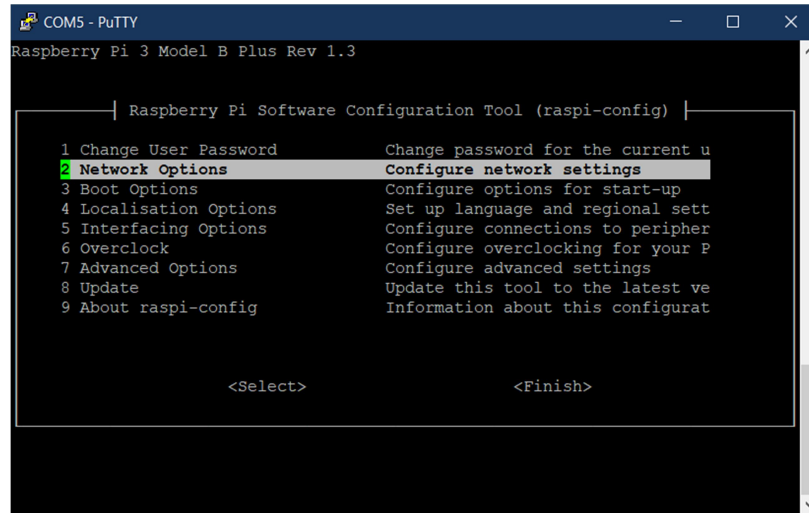 COM5 - PuTTY
Raspberry Pi 3 Model B Plus Rev 1.3
Raspberry Pi Software Configuration Tool (raspi-config)
1 Change User Password Change password for the current u
2 Network Options Configure network settings
3 Boot Options Configure options for start-up
4 Localisation Options Set up language and regional sett
5 Interfacing Options Configure connections to peripher
6 Overclock Configure overclocking for your P
7 Advanced Options Configure advanced settings
8 Update Update this tool to the latest ve
9 About raspi-config Information about this configurat
<Select> <Finish>